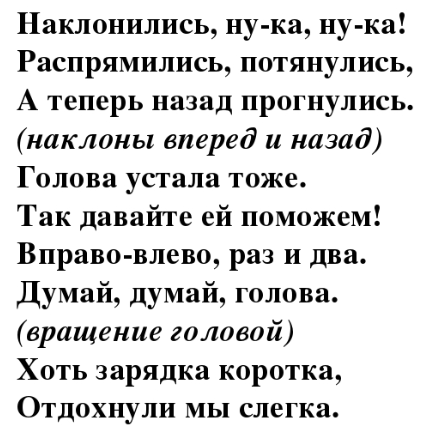 Наклонились, ну-ка, ну-ка!
Распрямились, потянулись,
А теперь назад прогнулись.
(наклоны вперед и назад)
Голова устала тоже.
Так давайте ей поможем!
Вправо-влево, раз и два.
Думай, думай, голова.
(вращение головой)
Хоть зарядка коротка,
Отдохнули мы слегка.